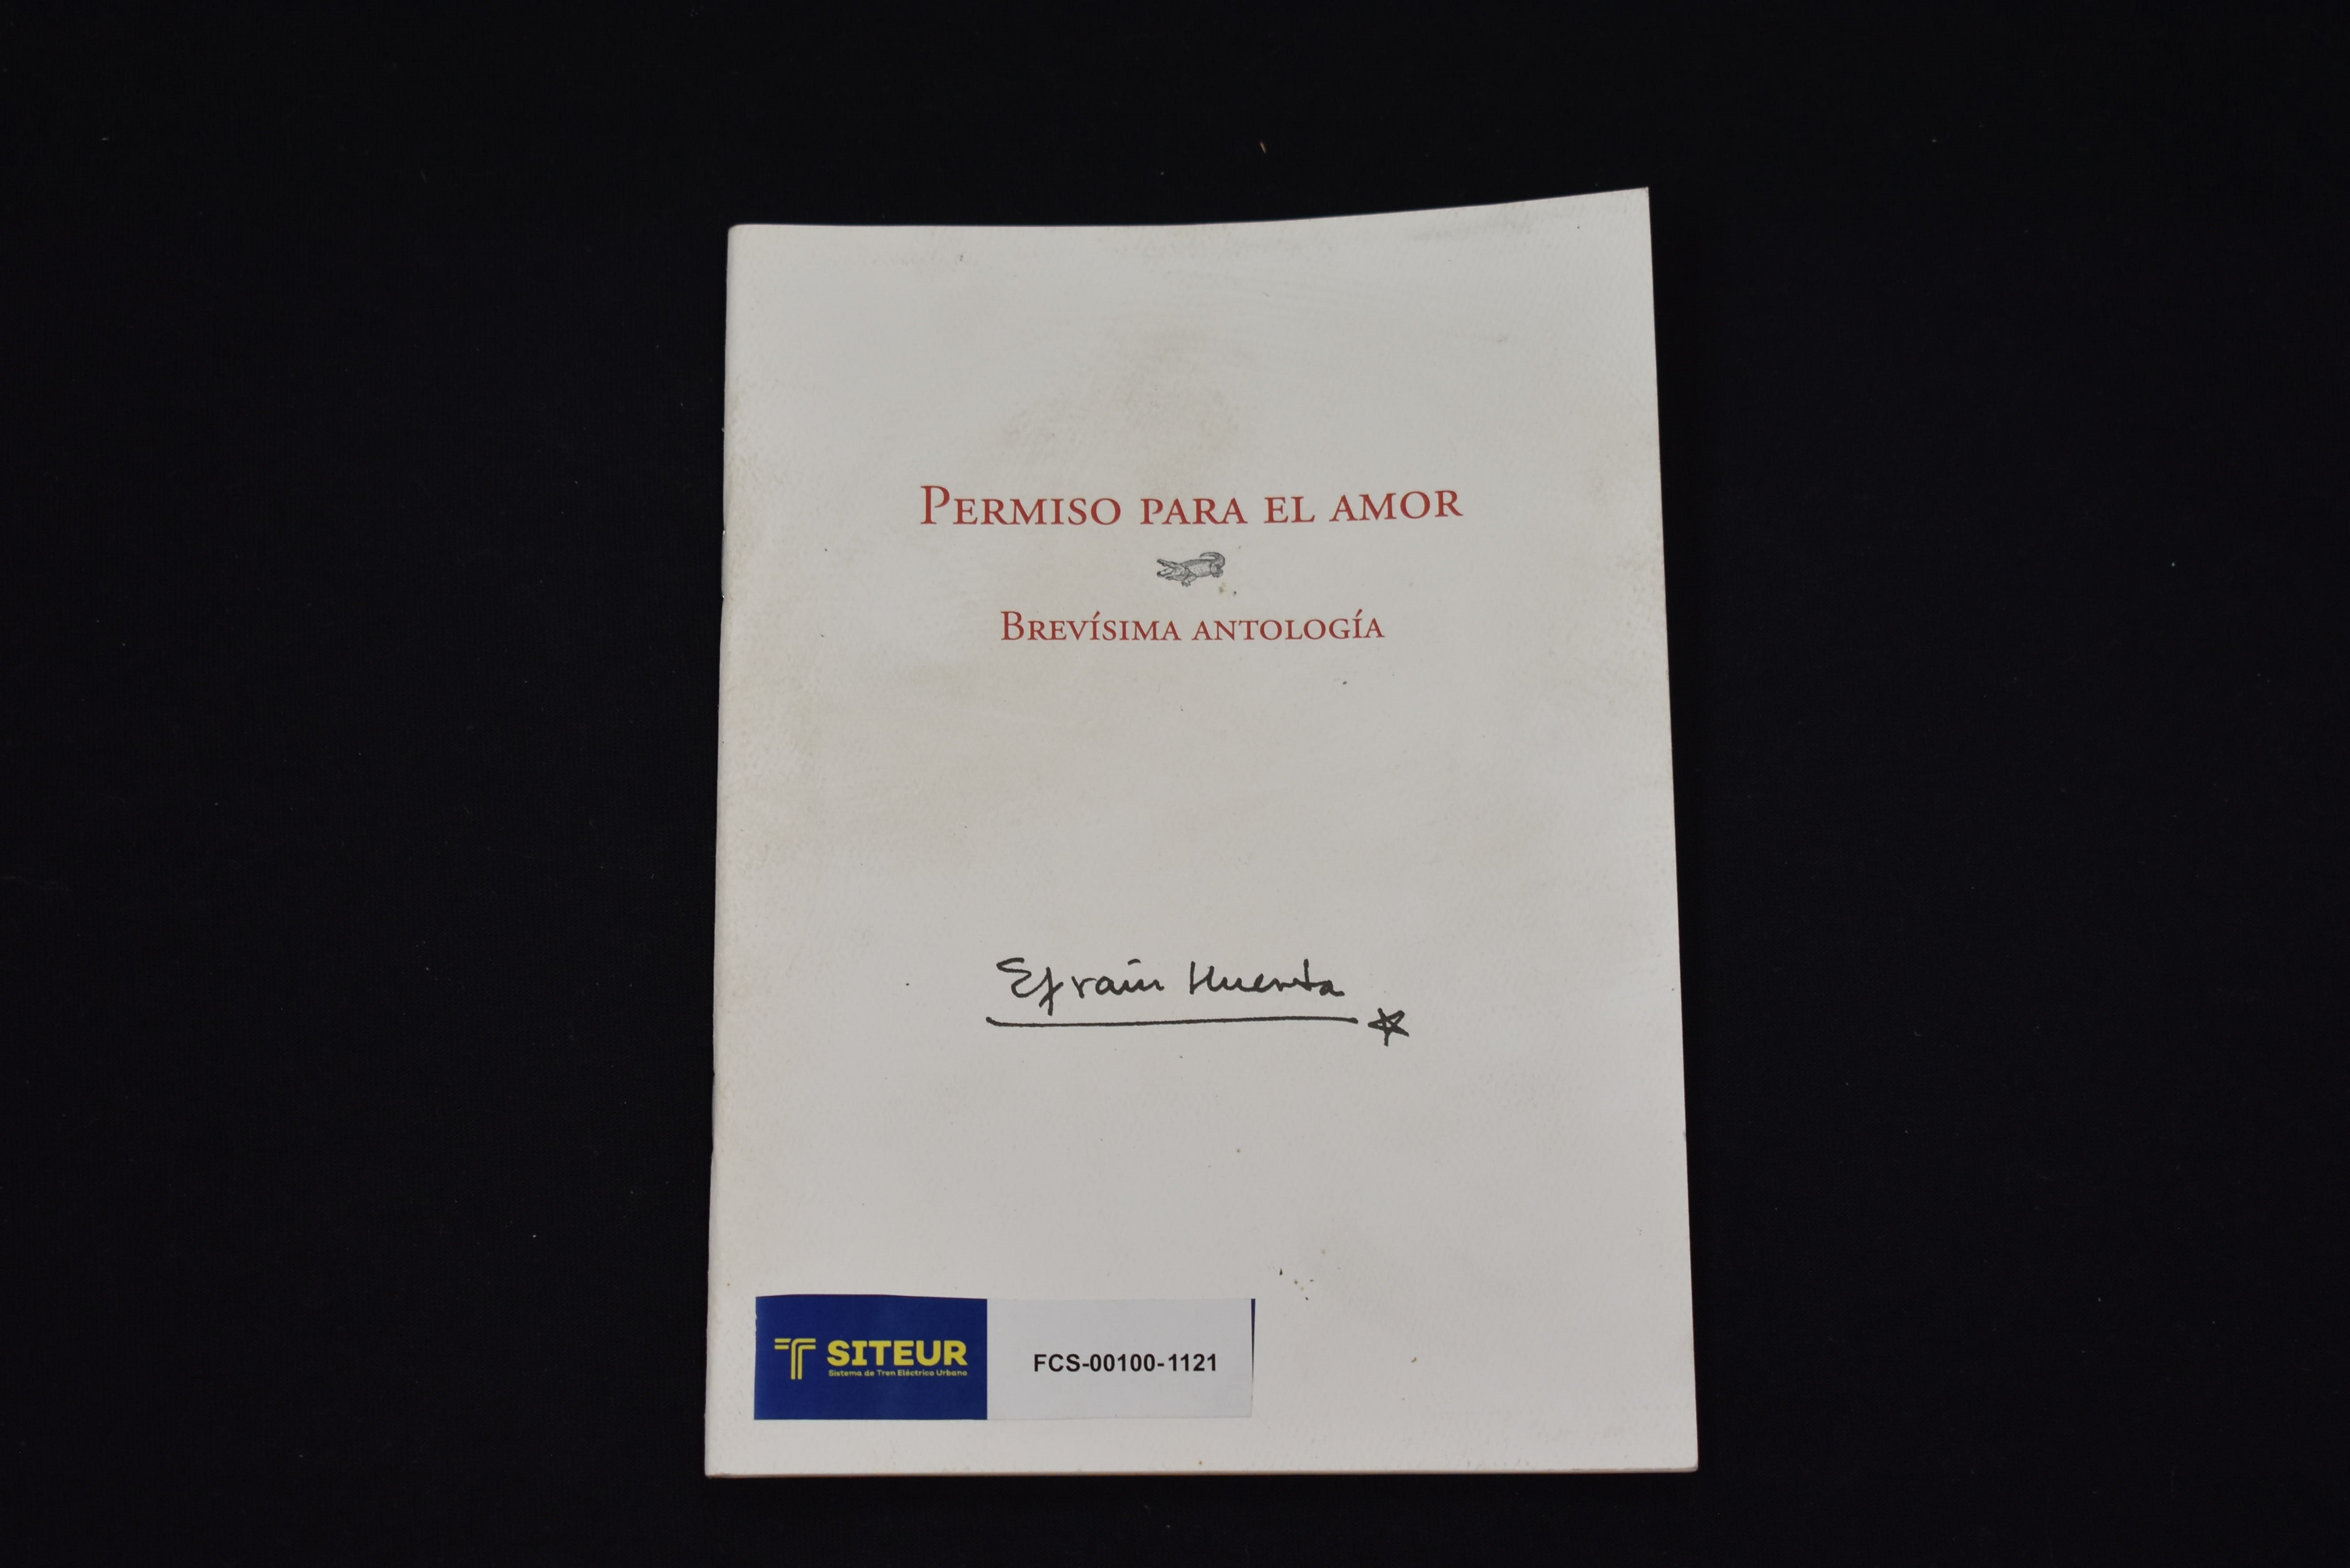 PERMISO PARA EL AMOR
BREVÍSIMA ANTOLOGÍA
Efraín Huerta
SITEUR
Sistema de Tren Eléctrico Urbano
FCS-00100-1121